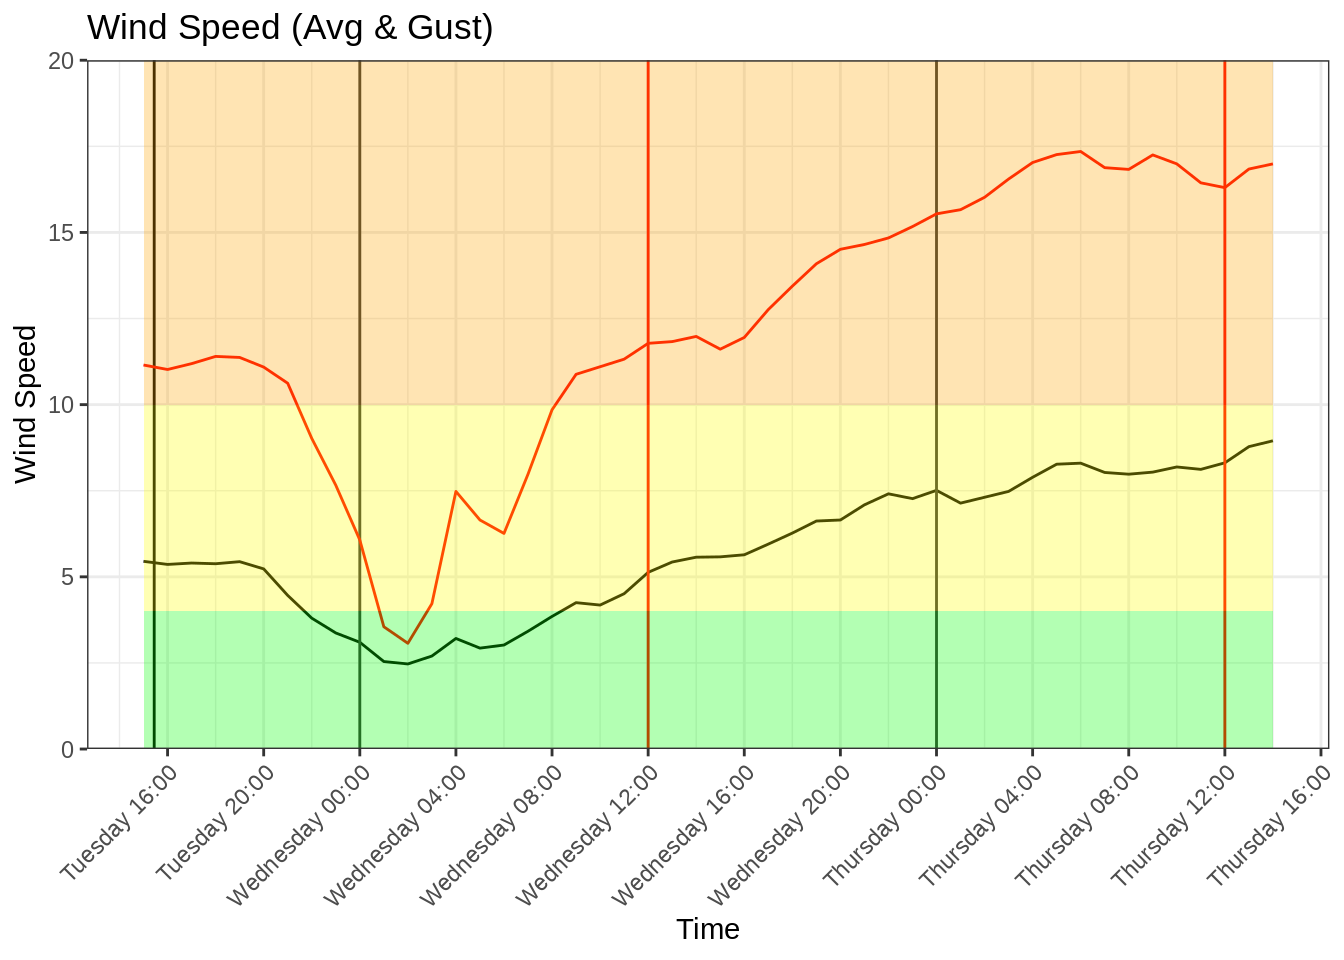 Wind Speed (Avg & Gust)
20
15
10
5
0
Wind Speed
Tuesday 16:00
Tuesday 20:00
Wednesday 00:00
Wednesday 04:00
Wednesday 08:00
Wednesday 12:00
Wednesday 16:00
Wednesday 20:00
Thursday 00:00
Thursday 04:00
Thursday 08:00
Thursday 12:00
Thursday 16:00
Time